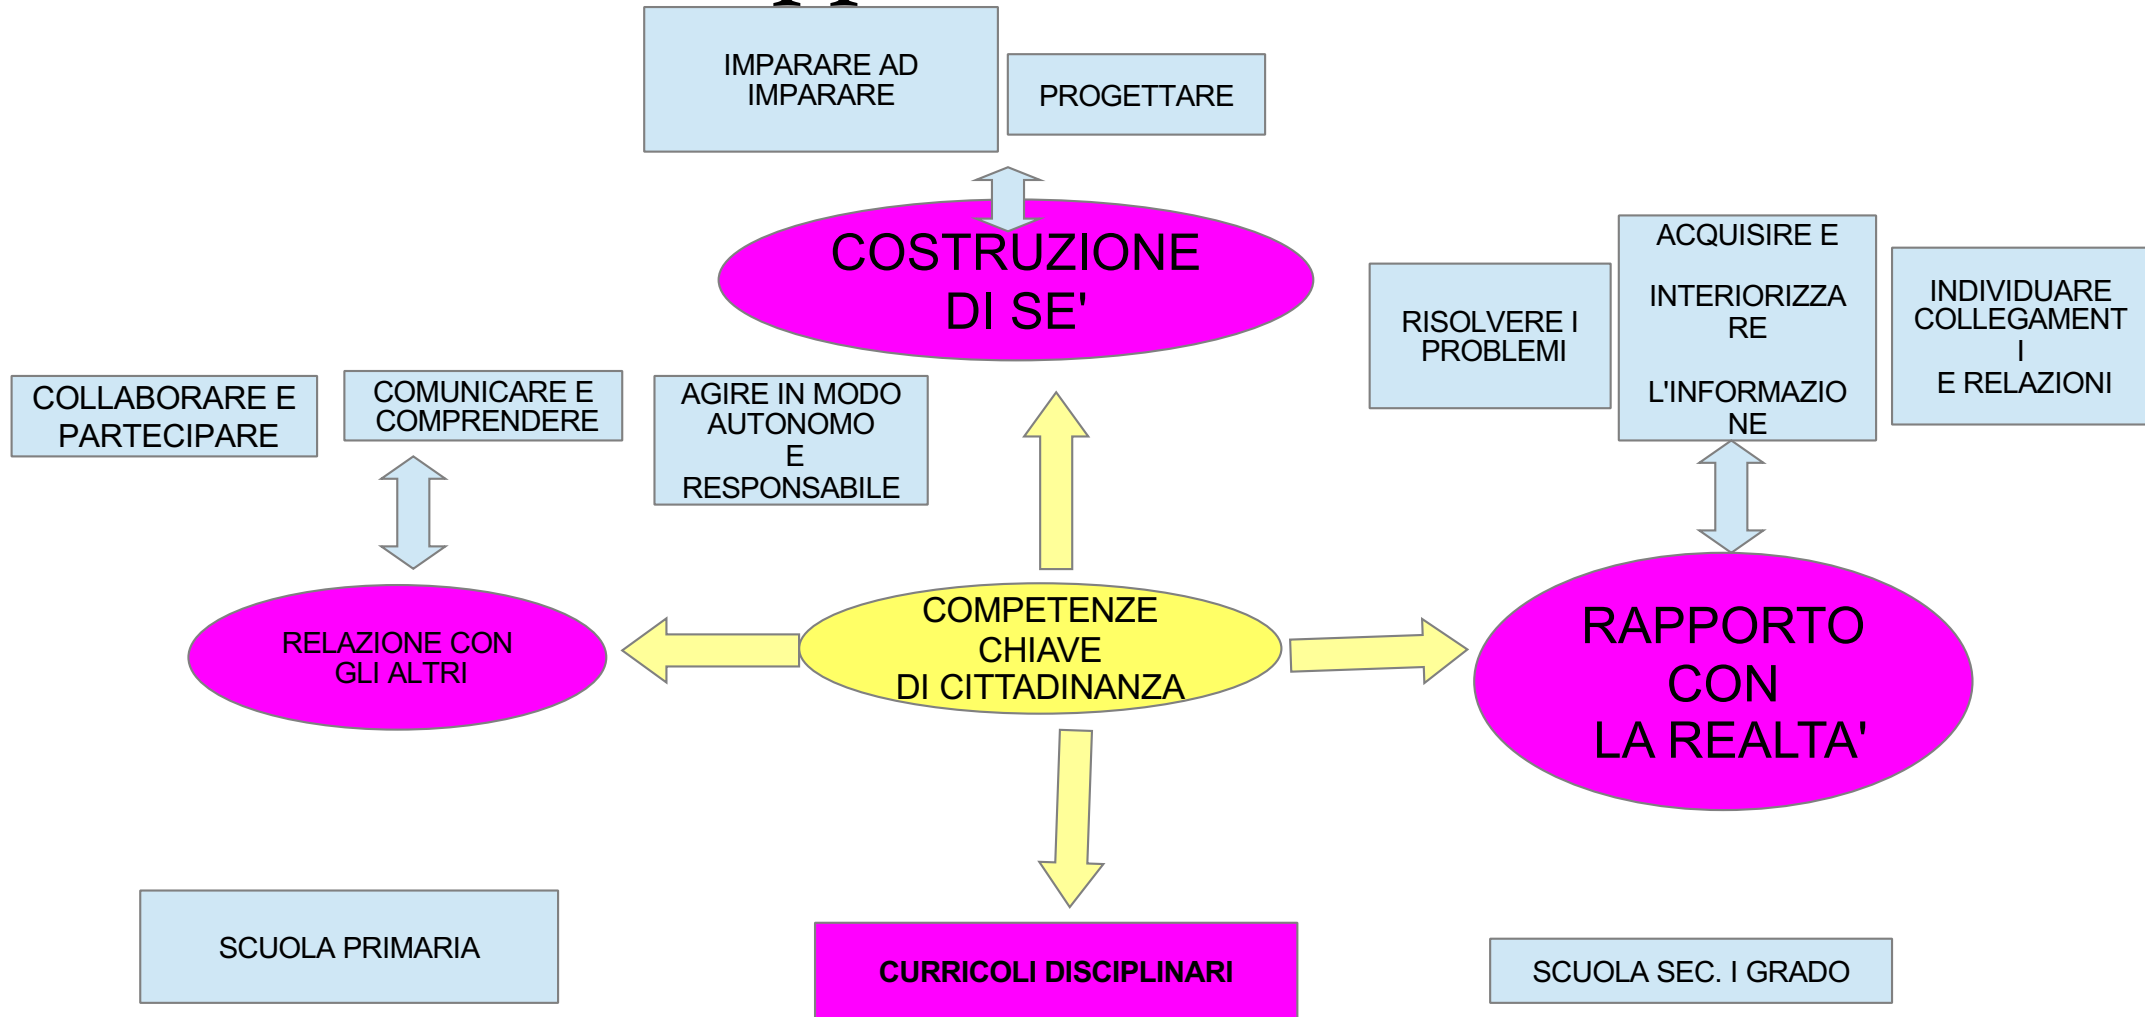 IMPARARE AD
IMPARARE
PROGETTARE
COSTRUZIONE
DI SE'
ACQUISIRE E
INTERIORIZZA
RE
L'INFORMAZIO
NE
RISOLVERE I
PROBLEMI
INDIVIDUARE
COLLEGAMENT
I
E RELAZIONI
COLLABORARE E
PARTECIPARE
COMUNICARE E
COMPRENDERE
AGIRE IN MODO
AUTONOMO
E
RESPONSABILE
RELAZIONE CON
GLI ALTRI
COMPETENZE
CHIAVE
DI CITTADINANZA
RAPPORTO
CON
LA REALTA'
SCUOLA PRIMARIA
CURRICOLI DISCIPLINARI
SCUOLA SEC. I GRADO